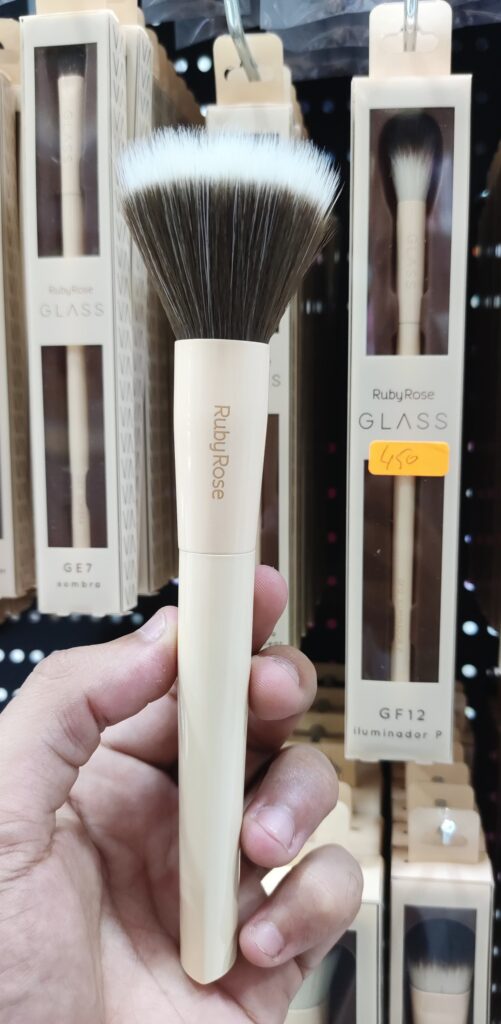 RubyRose
GLASS
GE7
sombra
RubyRose
RubyRose
GLASS
450
GF12
iluminador P